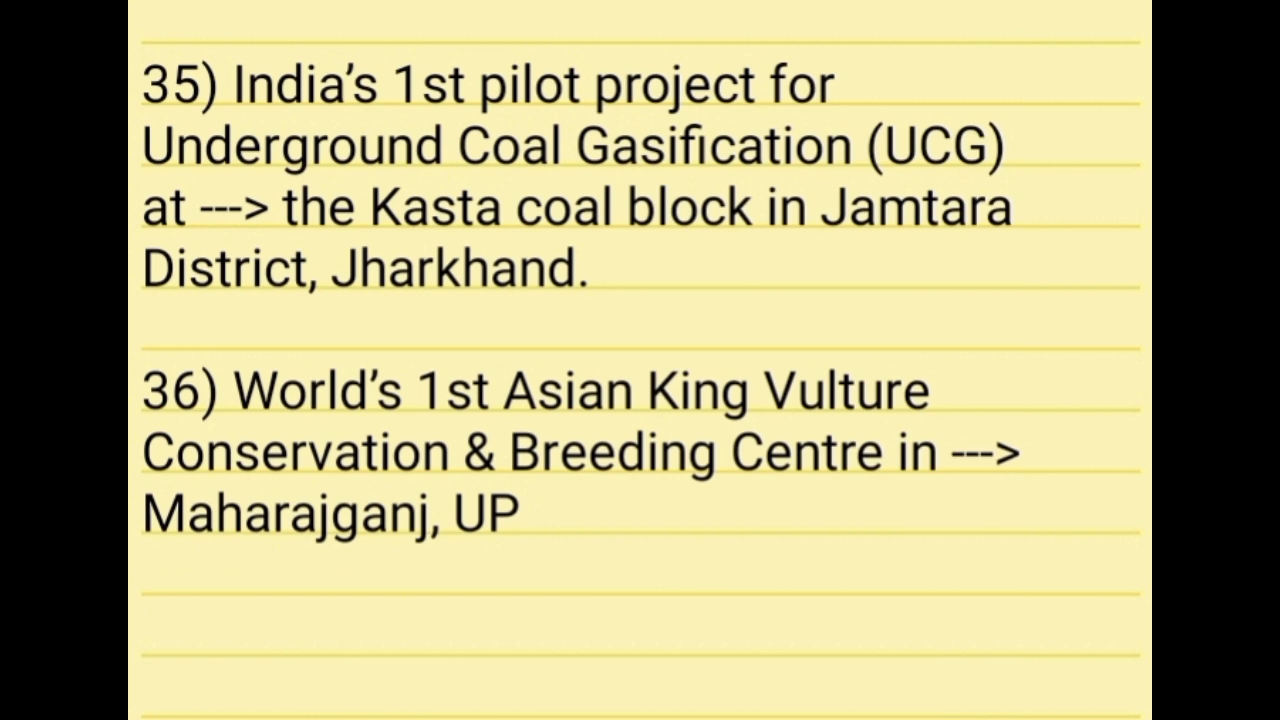 35) India’s 1st pilot project for
Underground Coal Gasification (UCG)
at ---> the Kasta coal block in Jamtara
District, Jharkhand.
36) World’s 1st Asian King Vulture
Conservation & Breeding Centre in --->
Maharajganj, UP